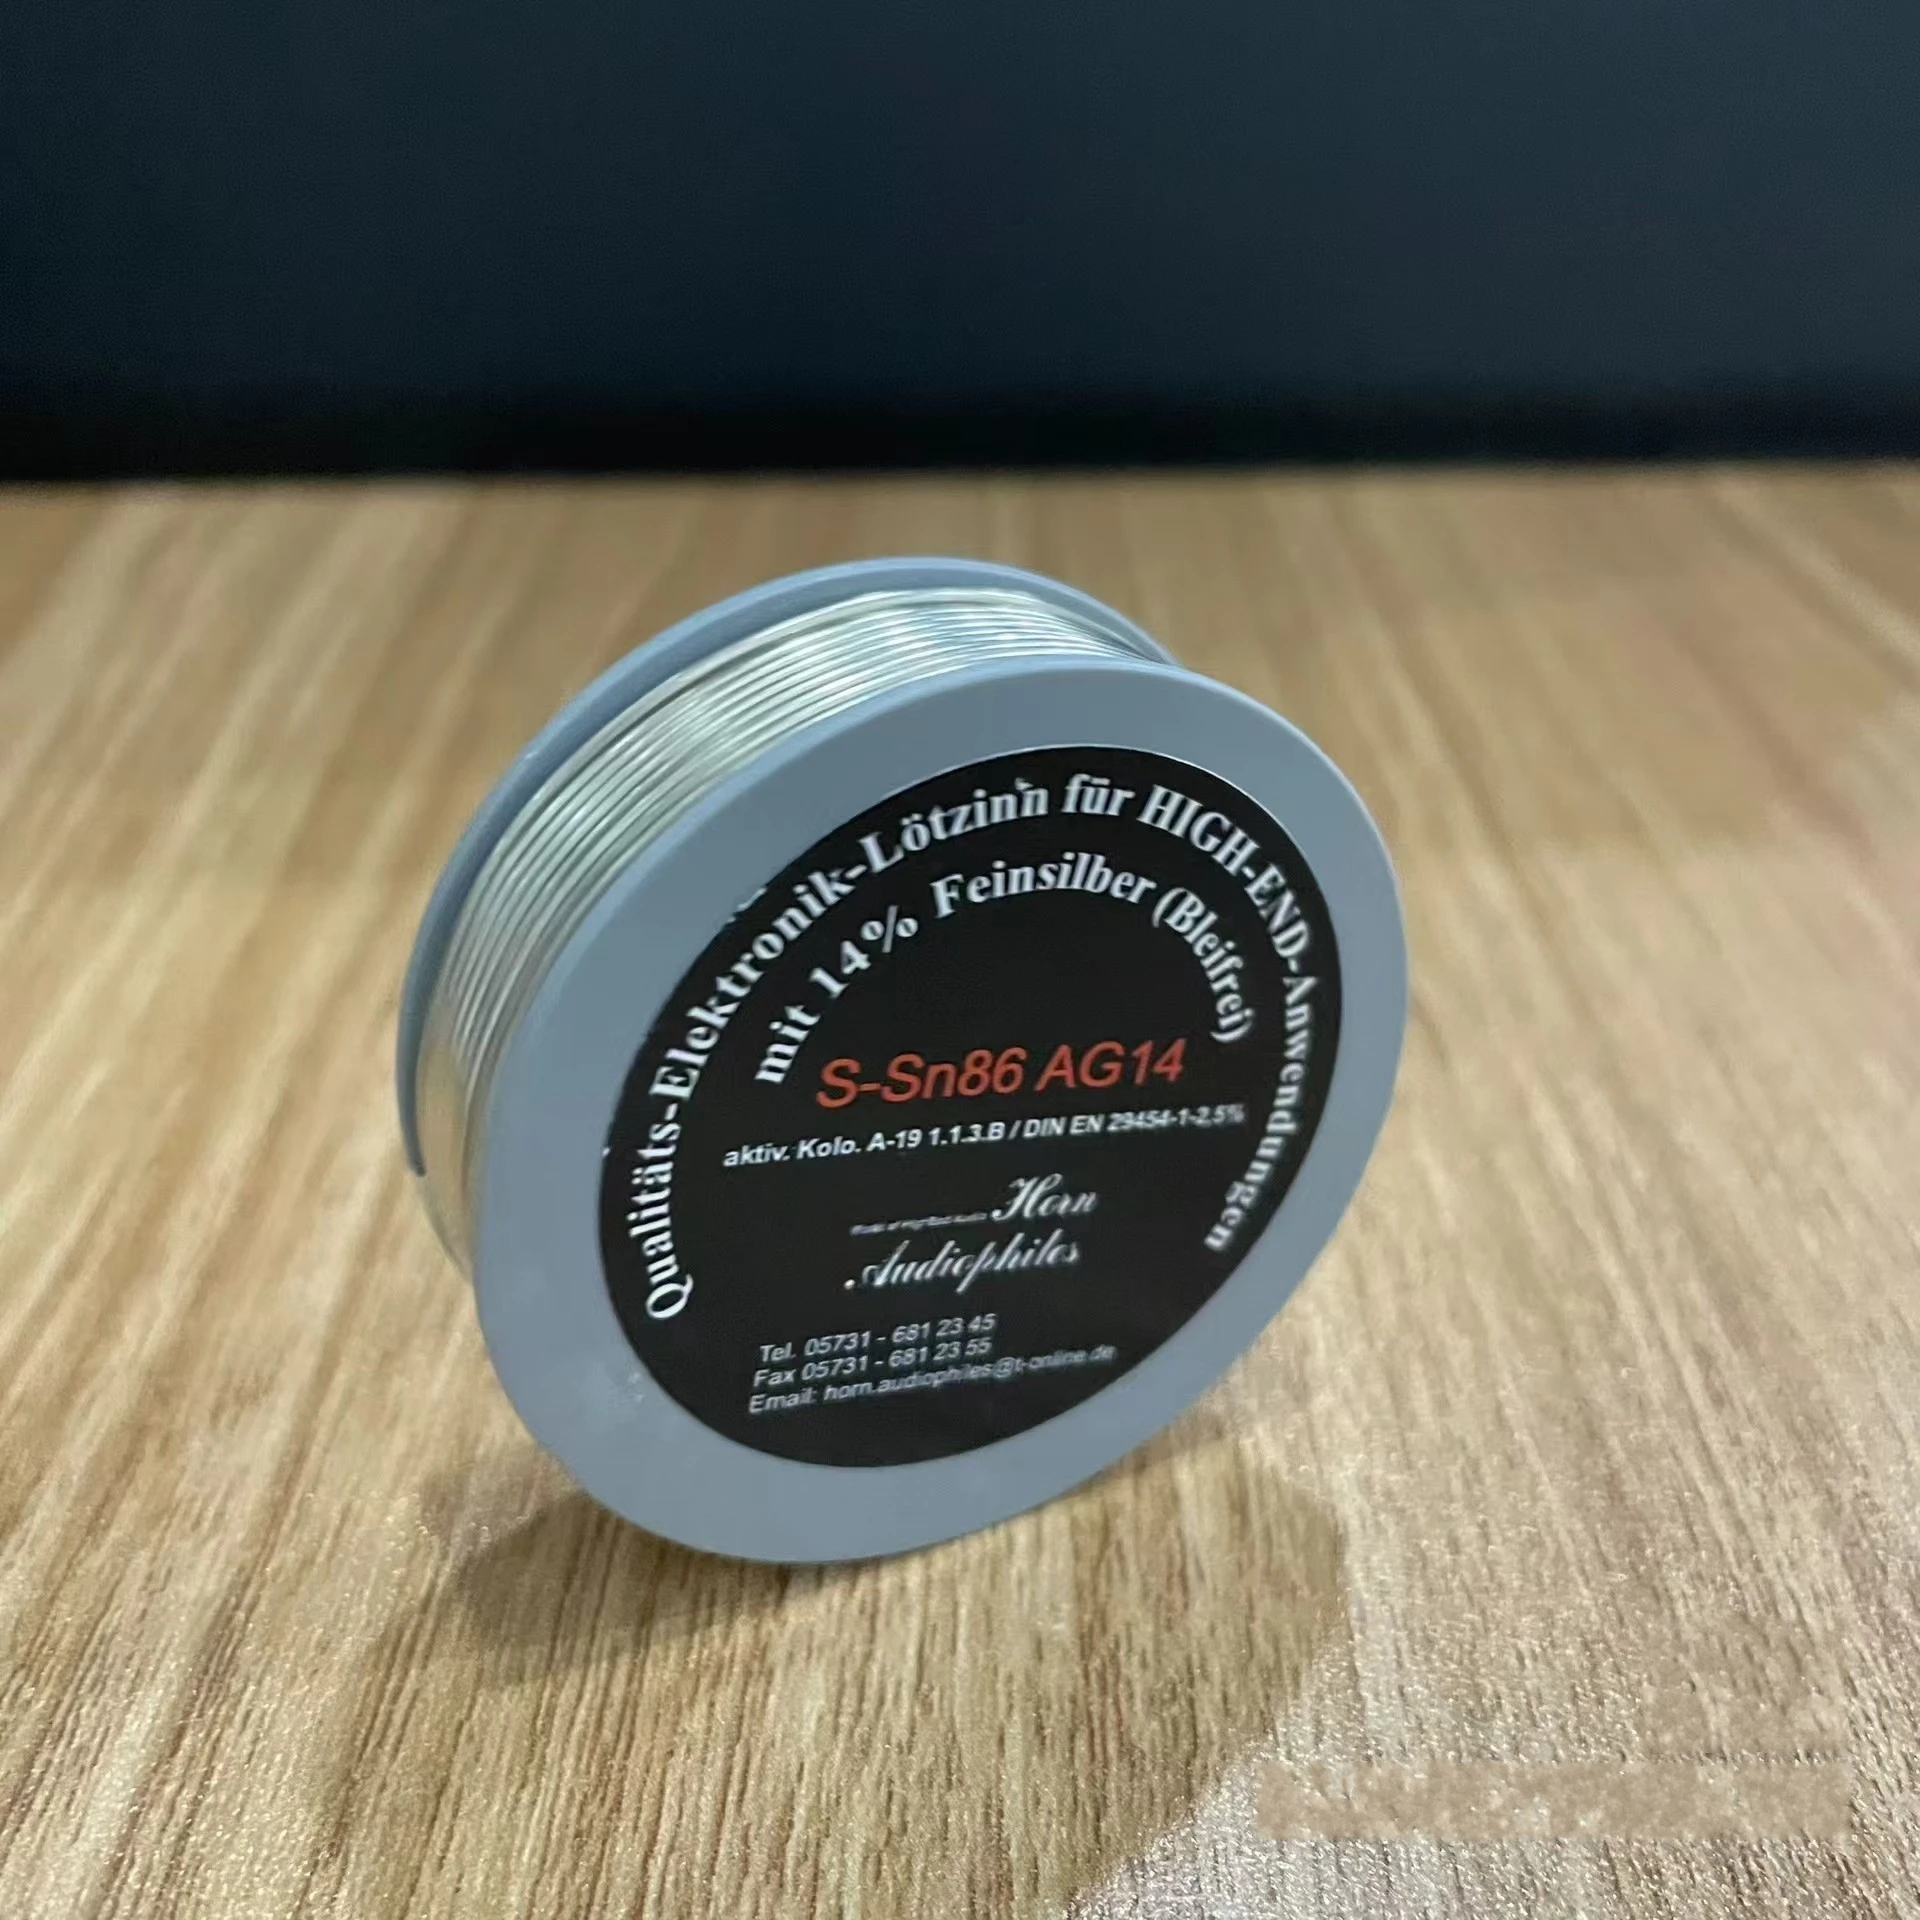 Qualitäts-Elektronik-Lötzinn für HIGH-END-Anwendungen
mit 14% Feinsilber (Bleifrei)
S-Sn86 AG14
aktiv. Kolo. A-19 1.1.3.B / DIN EN 29454-1-2,5%
Horn
Audiophiles
Tel. 05731 - 681 23 45
Fax 05731 - 681 23 55
Email: horn.audiophiles@t-online.de